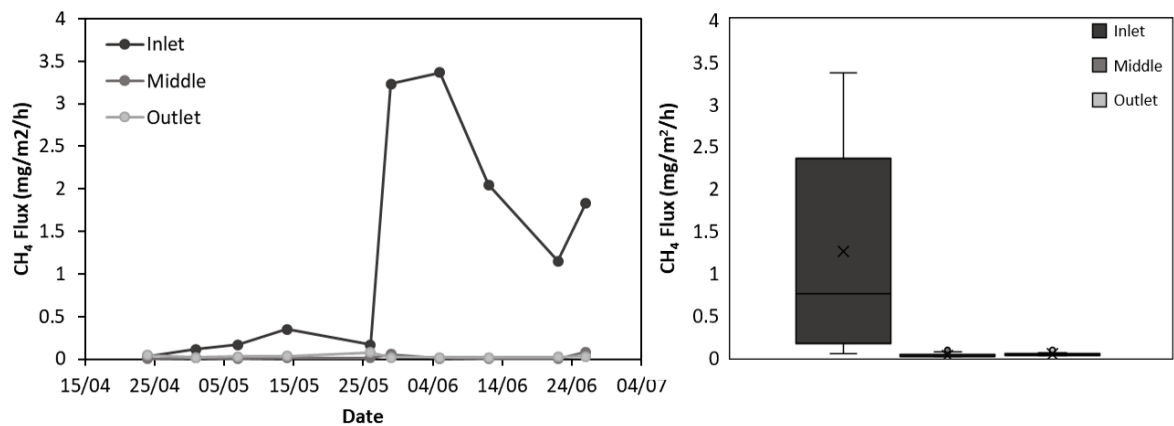 4
3.5
3
2.5
2
1.5
1
0.5
0
CH₄ Flux (mg/m2/h)
Inlet
Middle
Outlet
15/04 25/04 05/05 15/05 25/05 04/06 14/06 24/06 04/07
Date
4
3.5
3
2.5
2
1.5
1
0.5
0
CH₄ Flux (mg/m²/h)
Inlet
Middle
Outlet